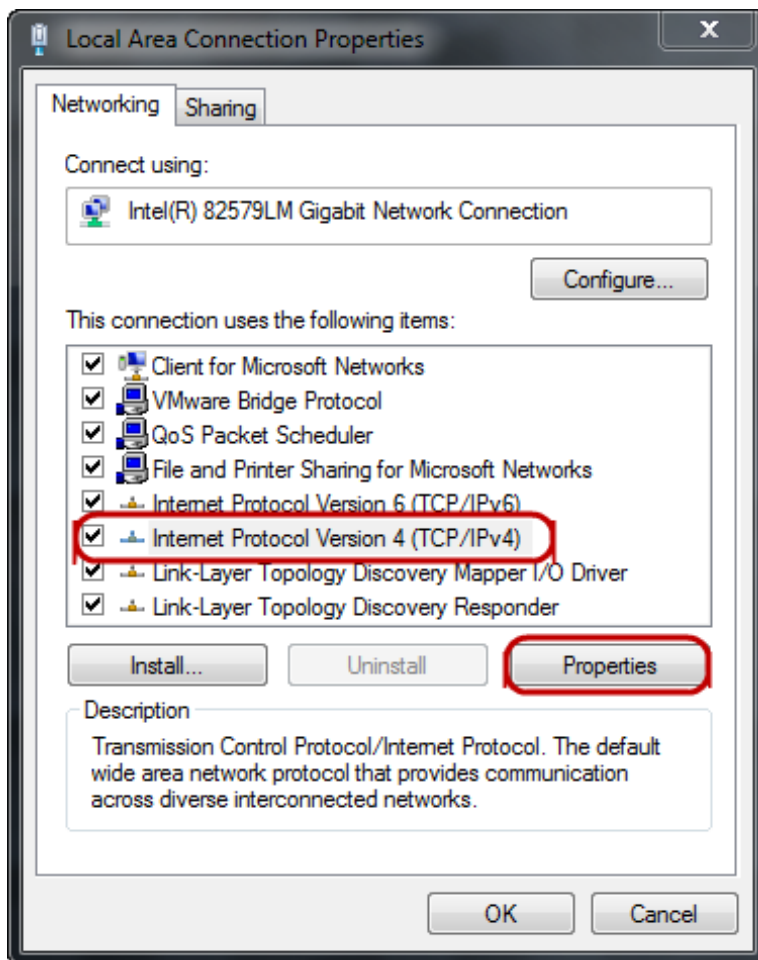 Local Area Connection Properties
x
Networking
Sharing
Connect using:
Intel(R) 82579LM Gigabit Network Connection
Configure...
This connection uses the following items:
Client for Microsoft Networks
VMware Bridge Protocol
QoS Packet Scheduler
File and Printer Sharing for Microsoft Networks
Internet Protocol Version 6 (TCP/IPv6)
Internet Protocol Version 4 (TCP/IPv4)
Link-Layer Topology Discovery Mapper I/O Driver
Link-Layer Topology Discovery Responder
Install...
Uninstall
Properties
Description
Transmission Control Protocol/Internet Protocol. The default
wide area network protocol that provides communication
across diverse interconnected networks.
OK
Cancel